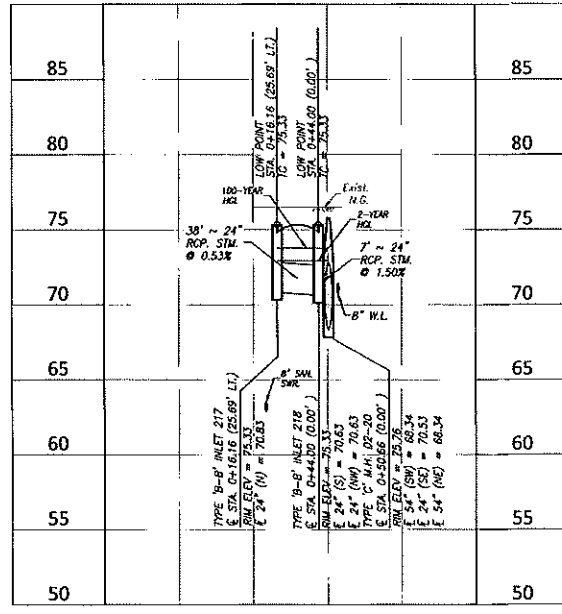 85
85
80
80
75
75
70
70
65
65
60
60
55
55
50
50
LOW POINT
STA. 0+16.16 (25.69' LT.)
TC = 75.33
LOW POINT
STA. 0+44.00 (0.00')
TC = 75.33
100-YEAR
HGL
Exist.
N.G.
2-YEAR
HGL
38' ~ 24"
RCP. STM.
@ 0.53%
7' ~ 24"
RCP. STM.
@ 1.50%
8" W.L.
8" SAN.
SWR.
TYPE 'B-B' INLET 217
℄ STA. 0+16.16 (25.69' LT.)
RIM ELEV = 75.33
℄ 24" (N) = 70.83
TYPE 'B-B' INLET 218
℄ STA. 0+44.00 (0.00')
RIM ELEV = 75.33
℄ 24" (S) = 70.63
℄ 24" (NW) = 70.63
TYPE 'C' M.H. 02-20
℄ STA. 0+50.66 (0.00')
RIM ELEV = 75.76
℄ 54" (SW) = 68.34
℄ 24" (SE) = 70.53
℄ 54" (NE) = 68.34